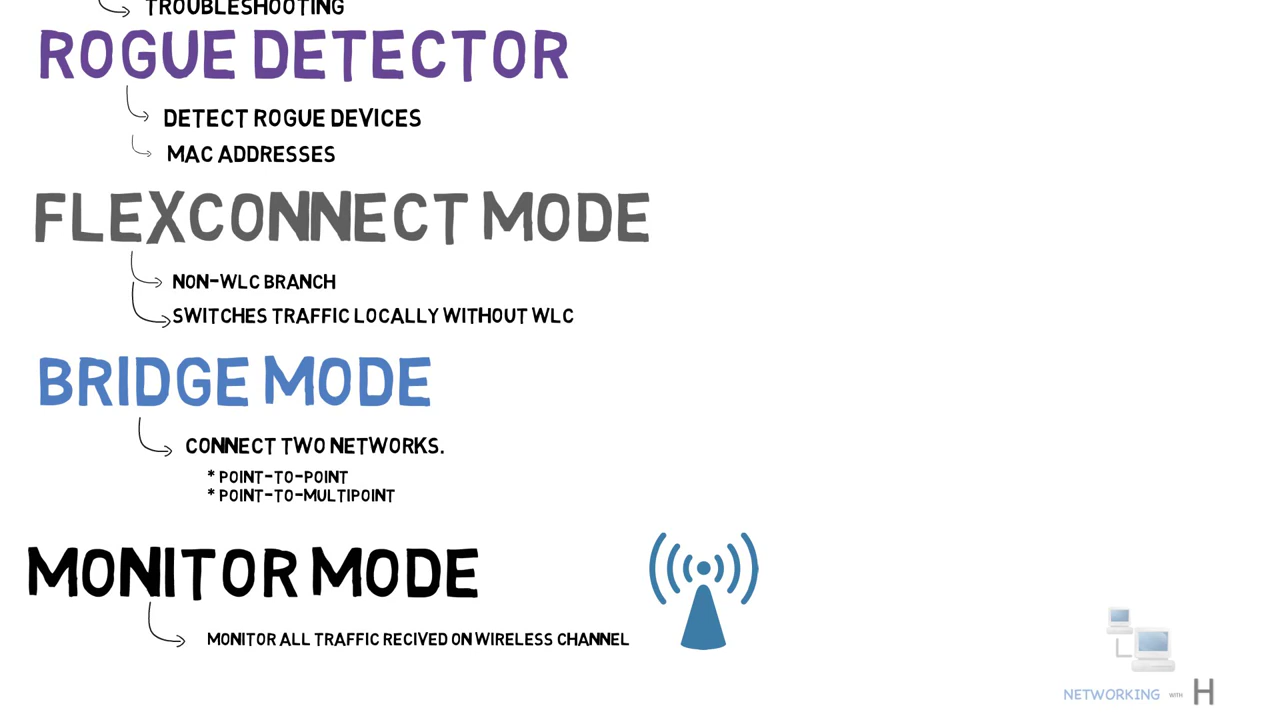 TROUBLESHOOTING
ROGUE DETECTOR
DETECT ROGUE DEVICES
MAC ADDRESSES
FLEXCONNECT MODE
NON-WLC BRANCH
SWITCHES TRAFFIC LOCALLY WITHOUT WLC
BRIDGE MODE
CONNECT TWO NETWORKS.
* POINT-TO-POINT
* POINT-TO-MULTIPOINT
MONITOR MODE
MONITOR ALL TRAFFIC RECIVED ON WIRELESS CHANNEL
NETWORKING WITH H